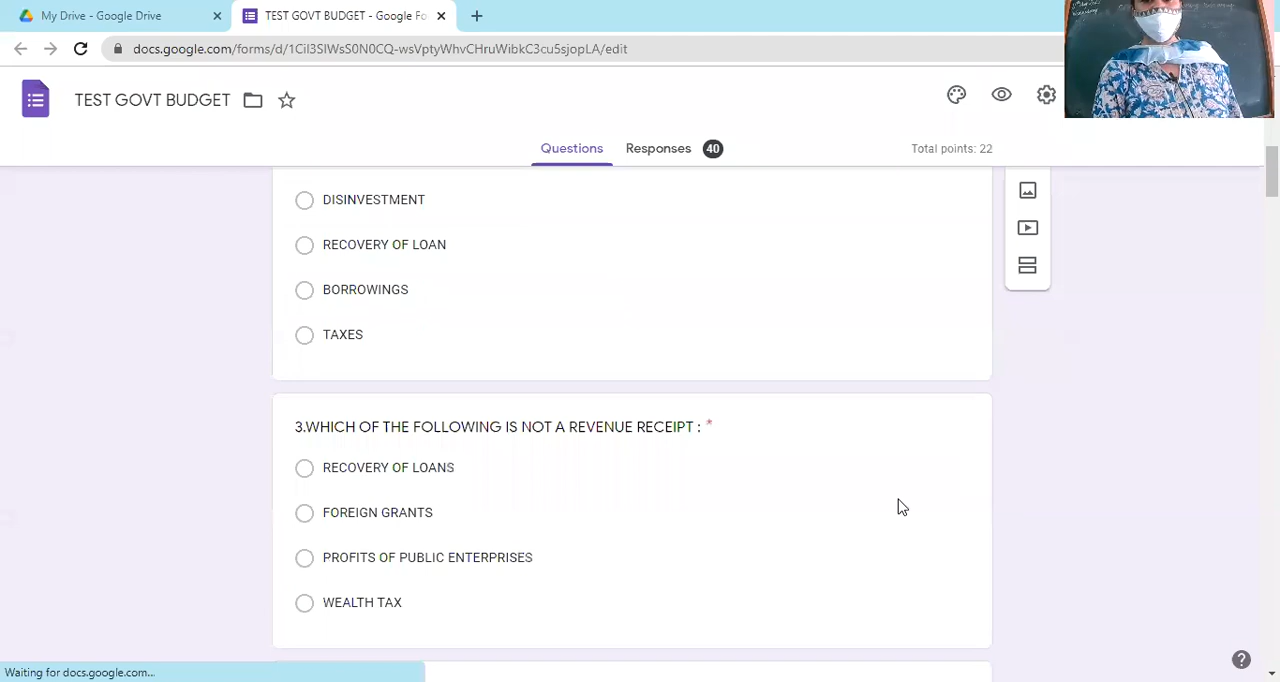 My Drive - Google Drive
TEST GOVT BUDGET - Google Fo
docs.google.com/forms/d/1Cil3SlWsS0N0CQ-wsVptyWhvCHruWibkC3cu5sjopLA/edit
TEST GOVT BUDGET
Questions
Responses 40
Total points: 22
DISINVESTMENT
RECOVERY OF LOAN
BORROWINGS
TAXES
3.WHICH OF THE FOLLOWING IS NOT A REVENUE RECEIPT : *
RECOVERY OF LOANS
FOREIGN GRANTS
PROFITS OF PUBLIC ENTERPRISES
WEALTH TAX
Waiting for docs.google.com...